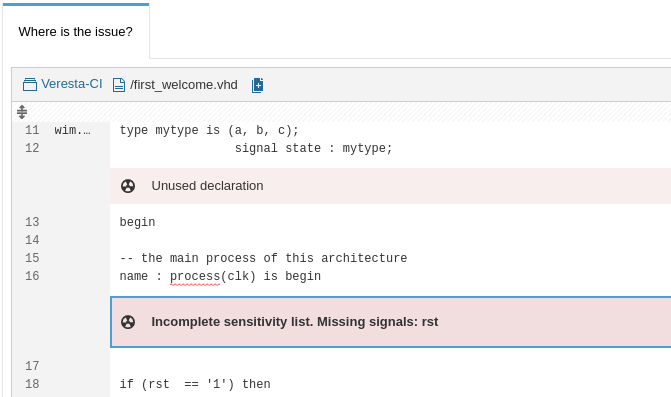 Where is the issue?
Veresta-CI /first_welcome.vhd
11 wim.... type mytype is (a, b, c);
12 signal state : mytype;
Unused declaration
13 begin
14
15 -- the main process of this architecture
16 name : process(clk) is begin
Incomplete sensitivity list. Missing signals: rst
17
18 if (rst == '1') then